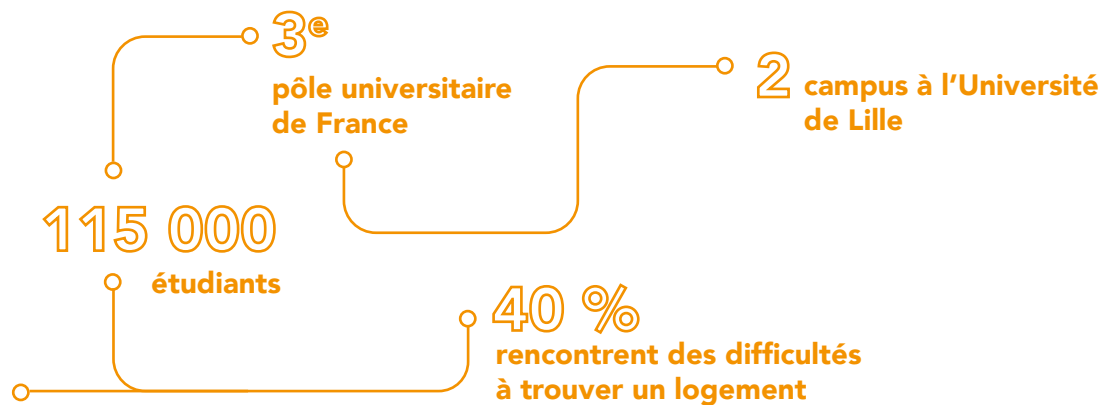 3e
pôle universitaire
de France
2 campus à l’Université
de Lille
115 000
étudiants
40 %
rencontrent des difficultés
à trouver un logement